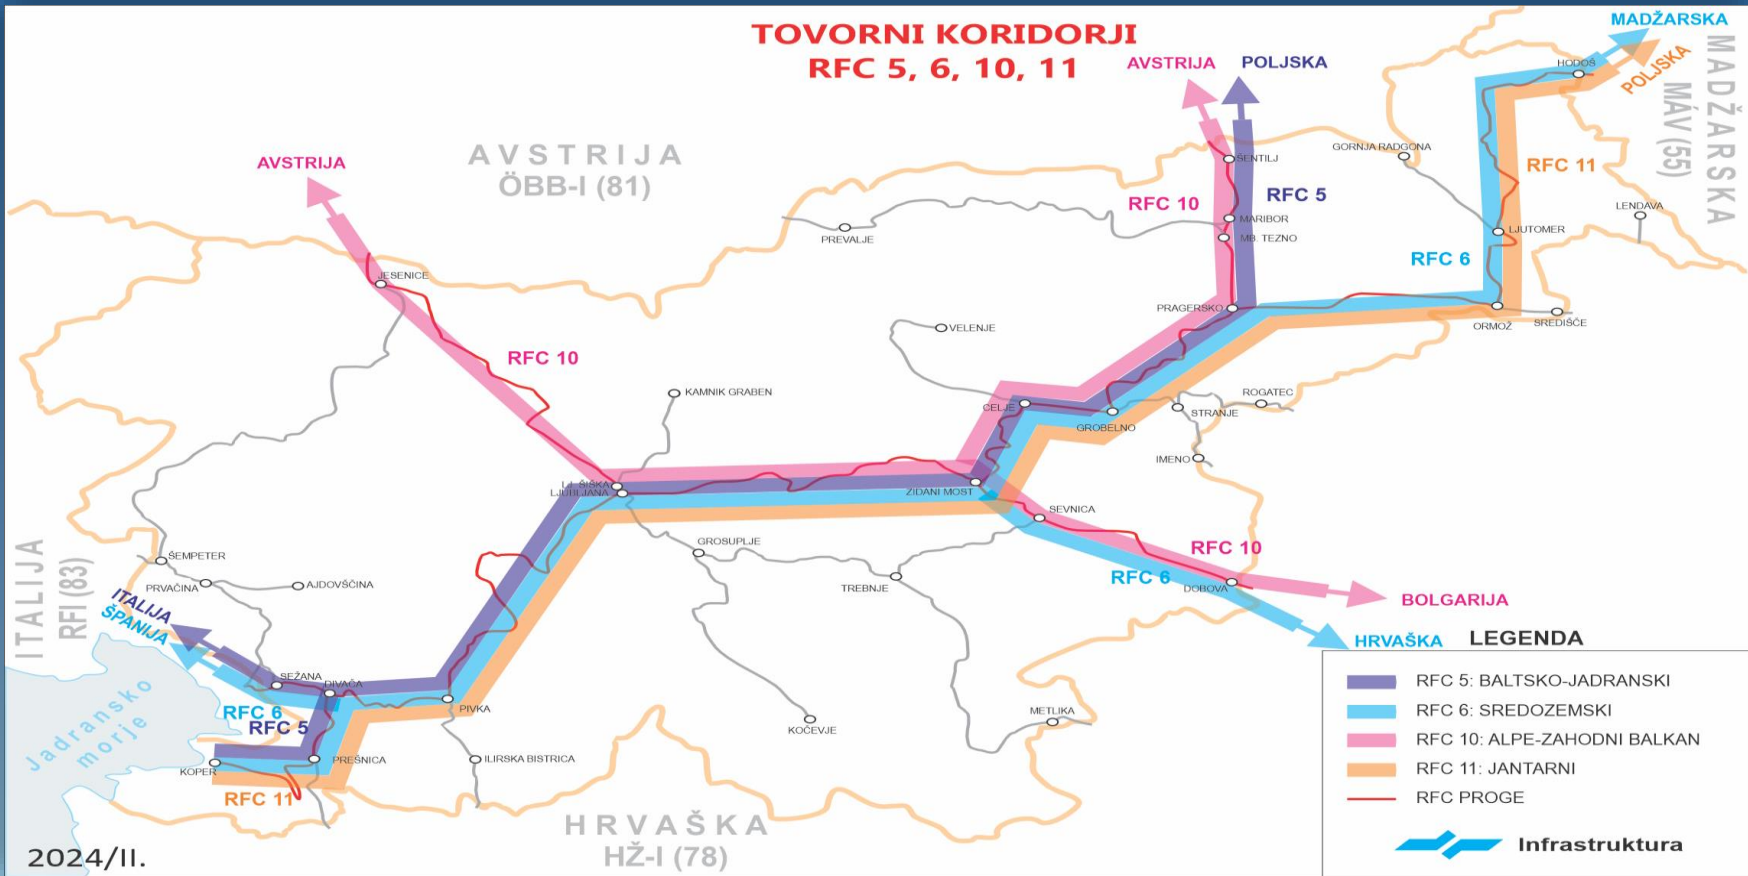 TOVORNI KORIDORJI
RFC 5, 6, 10, 11
MADŽARSKA
POLJSKA
HODOŠ
MADŽARSKA
MÁV (55)
AVSTRIJA
POLJSKA
AVSTRIJA
AVSTRIJA
ÖBB-I (81)
ŠENTILJ
GORNJA RADGONA
RFC 11
RFC 10
RFC 5
LENDAVA
PREVALJE
MARIBOR
MB. TEZNO
LJUTOMER
RFC 6
JESENICE
PRAGERSKO
ORMOŽ
SREDIŠČE
VELENJE
RFC 10
KAMNIK GRABEN
ROGATEC
CELJE
STRANJE
GROBELNO
IMENO
LJ. ŠIŠKA
LJUBLJANA
ZIDANI MOST
SEVNICA
GROSUPLJE
RFC 10
ITALIJA
RFI (83)
ŠEMPETER
PRVAČINA
AJDOVŠČINA
TREBNJE
RFC 6
DOBOVA
ITALIJA
ŠPANIJA
BOLGARIJA
HRVAŠKA
LEGENDA
SEŽANA
DIVAČA
RFC 6
RFC 5
PIVKA
KOČEVJE
METLIKA
Jadransko
morje
KOPER
PREŠNICA
ILIRSKA BISTRICA
RFC 11
HRVAŠKA
HŽ-I (78)
RFC 5: BALTSKO-JADRANSKI
RFC 6: SREDOZEMSKI
RFC 10: ALPE-ZAHODNI BALKAN
RFC 11: JANTARNI
RFC PROGE
Infrastruktura
2024/II.